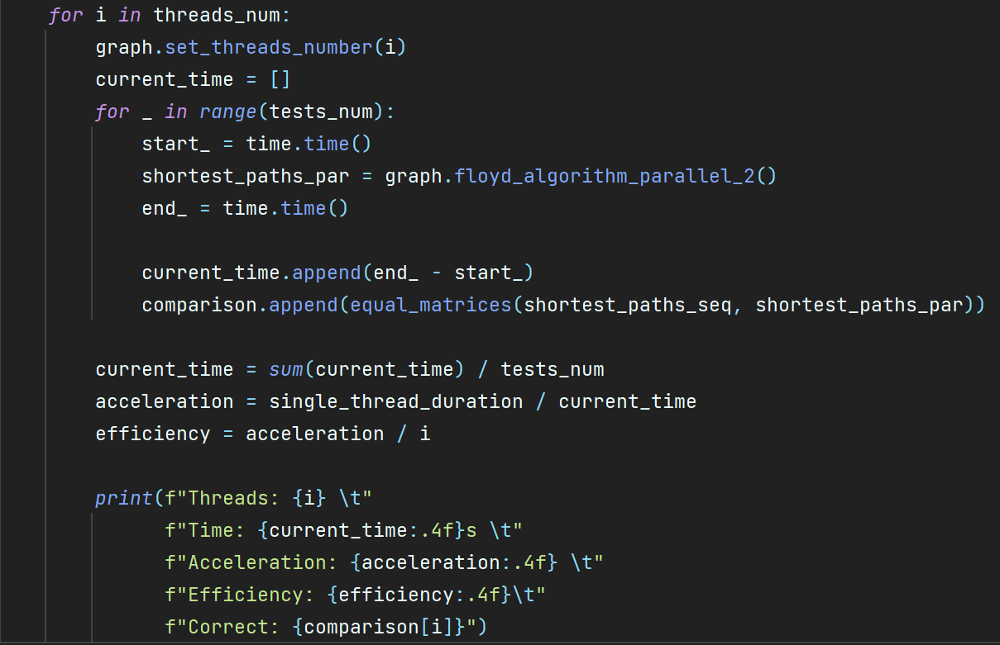 for i in threads_num:
    graph.set_threads_number(i)
    current_time = []
    for _ in range(tests_num):
        start_ = time.time()
        shortest_paths_par = graph.floyd_algorithm_parallel_2()
        end_ = time.time()

        current_time.append(end_ - start_)
        comparison.append(equal_matrices(shortest_paths_seq, shortest_paths_par))

    current_time = sum(current_time) / tests_num
    acceleration = single_thread_duration / current_time
    efficiency = acceleration / i

    print(f"Threads: {i} \t"
          f"Time: {current_time:.4f}s \t"
          f"Acceleration: {acceleration:.4f} \t"
          f"Efficiency: {efficiency:.4f}\t"
          f"Correct: {comparison[i]}")